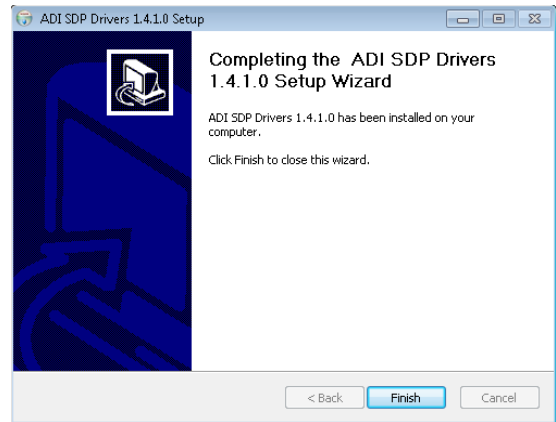 ADI SDP Drivers 1.4.1.0 Setup
Completing the ADI SDP Drivers
1.4.1.0 Setup Wizard
ADI SDP Drivers 1.4.1.0 has been installed on your
computer.
Click Finish to close this wizard.
< Back Finish Cancel